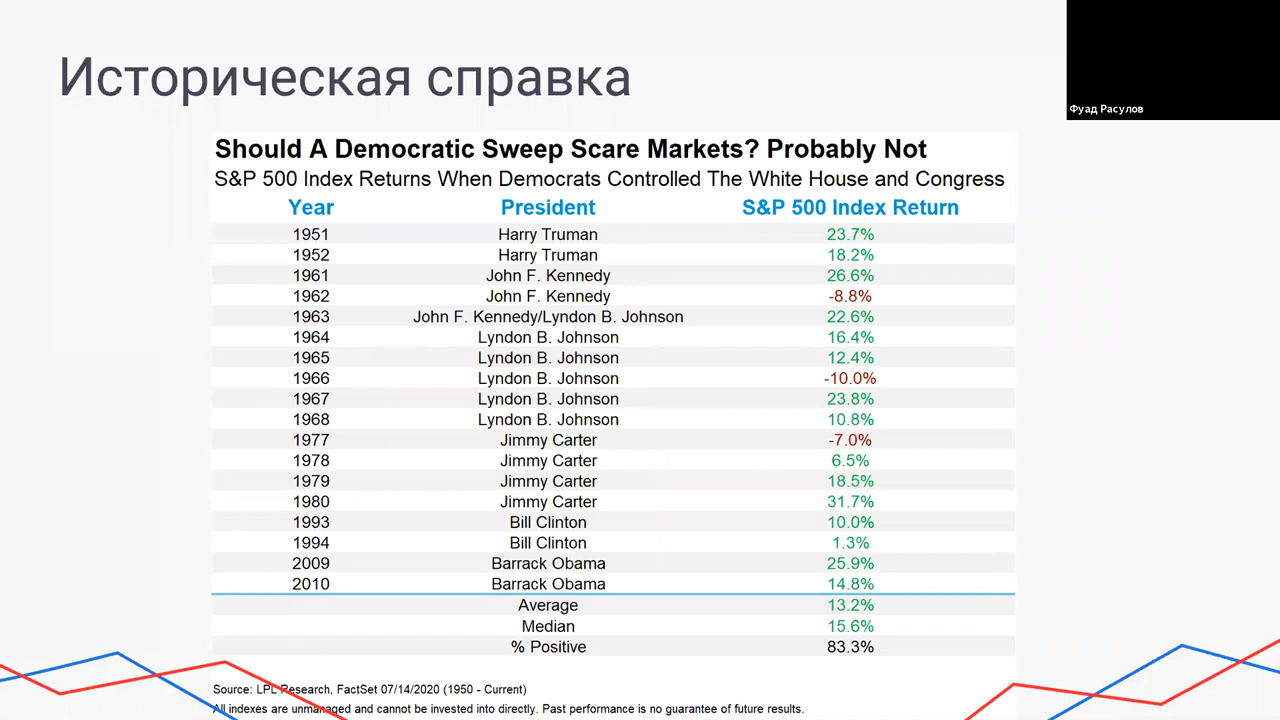 Историческая справка
Фуад Расулов
Should A Democratic Sweep Scare Markets? Probably Not
S&P 500 Index Returns When Democrats Controlled The White House and Congress
Year President S&P 500 Index Return
1951 Harry Truman 23.7%
1952 Harry Truman 18.2%
1961 John F. Kennedy 26.6%
1962 John F. Kennedy -8.8%
1963 John F. Kennedy/Lyndon B. Johnson 22.6%
1964 Lyndon B. Johnson 16.4%
1965 Lyndon B. Johnson 12.4%
1966 Lyndon B. Johnson -10.0%
1967 Lyndon B. Johnson 23.8%
1968 Lyndon B. Johnson 10.8%
1977 Jimmy Carter -7.0%
1978 Jimmy Carter 6.5%
1979 Jimmy Carter 18.5%
1980 Jimmy Carter 31.7%
1993 Bill Clinton 10.0%
1994 Bill Clinton 1.3%
2009 Barrack Obama 25.9%
2010 Barrack Obama 14.8%
Average 13.2%
Median 15.6%
% Positive 83.3%
Source: LPL Research, FactSet 07/14/2020 (1950 - Current)
All indexes are unmanaged and cannot be invested into directly. Past performance is no guarantee of future results.